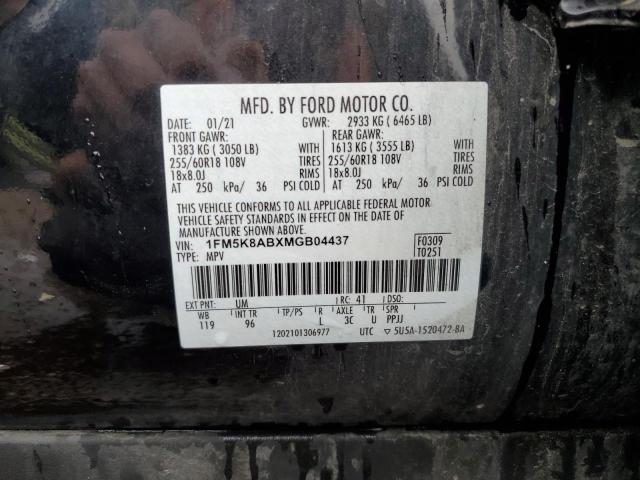 MFD. BY FORD MOTOR CO.
DATE: 01/21 GVWR: 2933 KG ( 6465 LB)
FRONT GAWR: REAR GAWR:
1383 KG ( 3050 LB) WITH 1613 KG ( 3555 LB) WITH
255/60R18 108V TIRES 255/60R18 108V TIRES
18x8.0J RIMS 18x8.0J RIMS
AT 250 kPa/ 36 PSI COLD AT 250 kPa/ 36 PSI COLD
THIS VEHICLE CONFORMS TO ALL APPLICABLE FEDERAL MOTOR
VEHICLE SAFETY STANDARDS IN EFFECT ON THE DATE OF
MANUFACTURE SHOWN ABOVE.
VIN: 1FM5K8ABXMGB04437 F0309
TYPE: MPV T0251
EXT PNT: UM RC: 41 DSO:
WB INT TR TP/PS R AXLE TR SPR
119 96 L 3C U PPJJ
1202101306977 UTC ▽ 5USA-1520472-BA